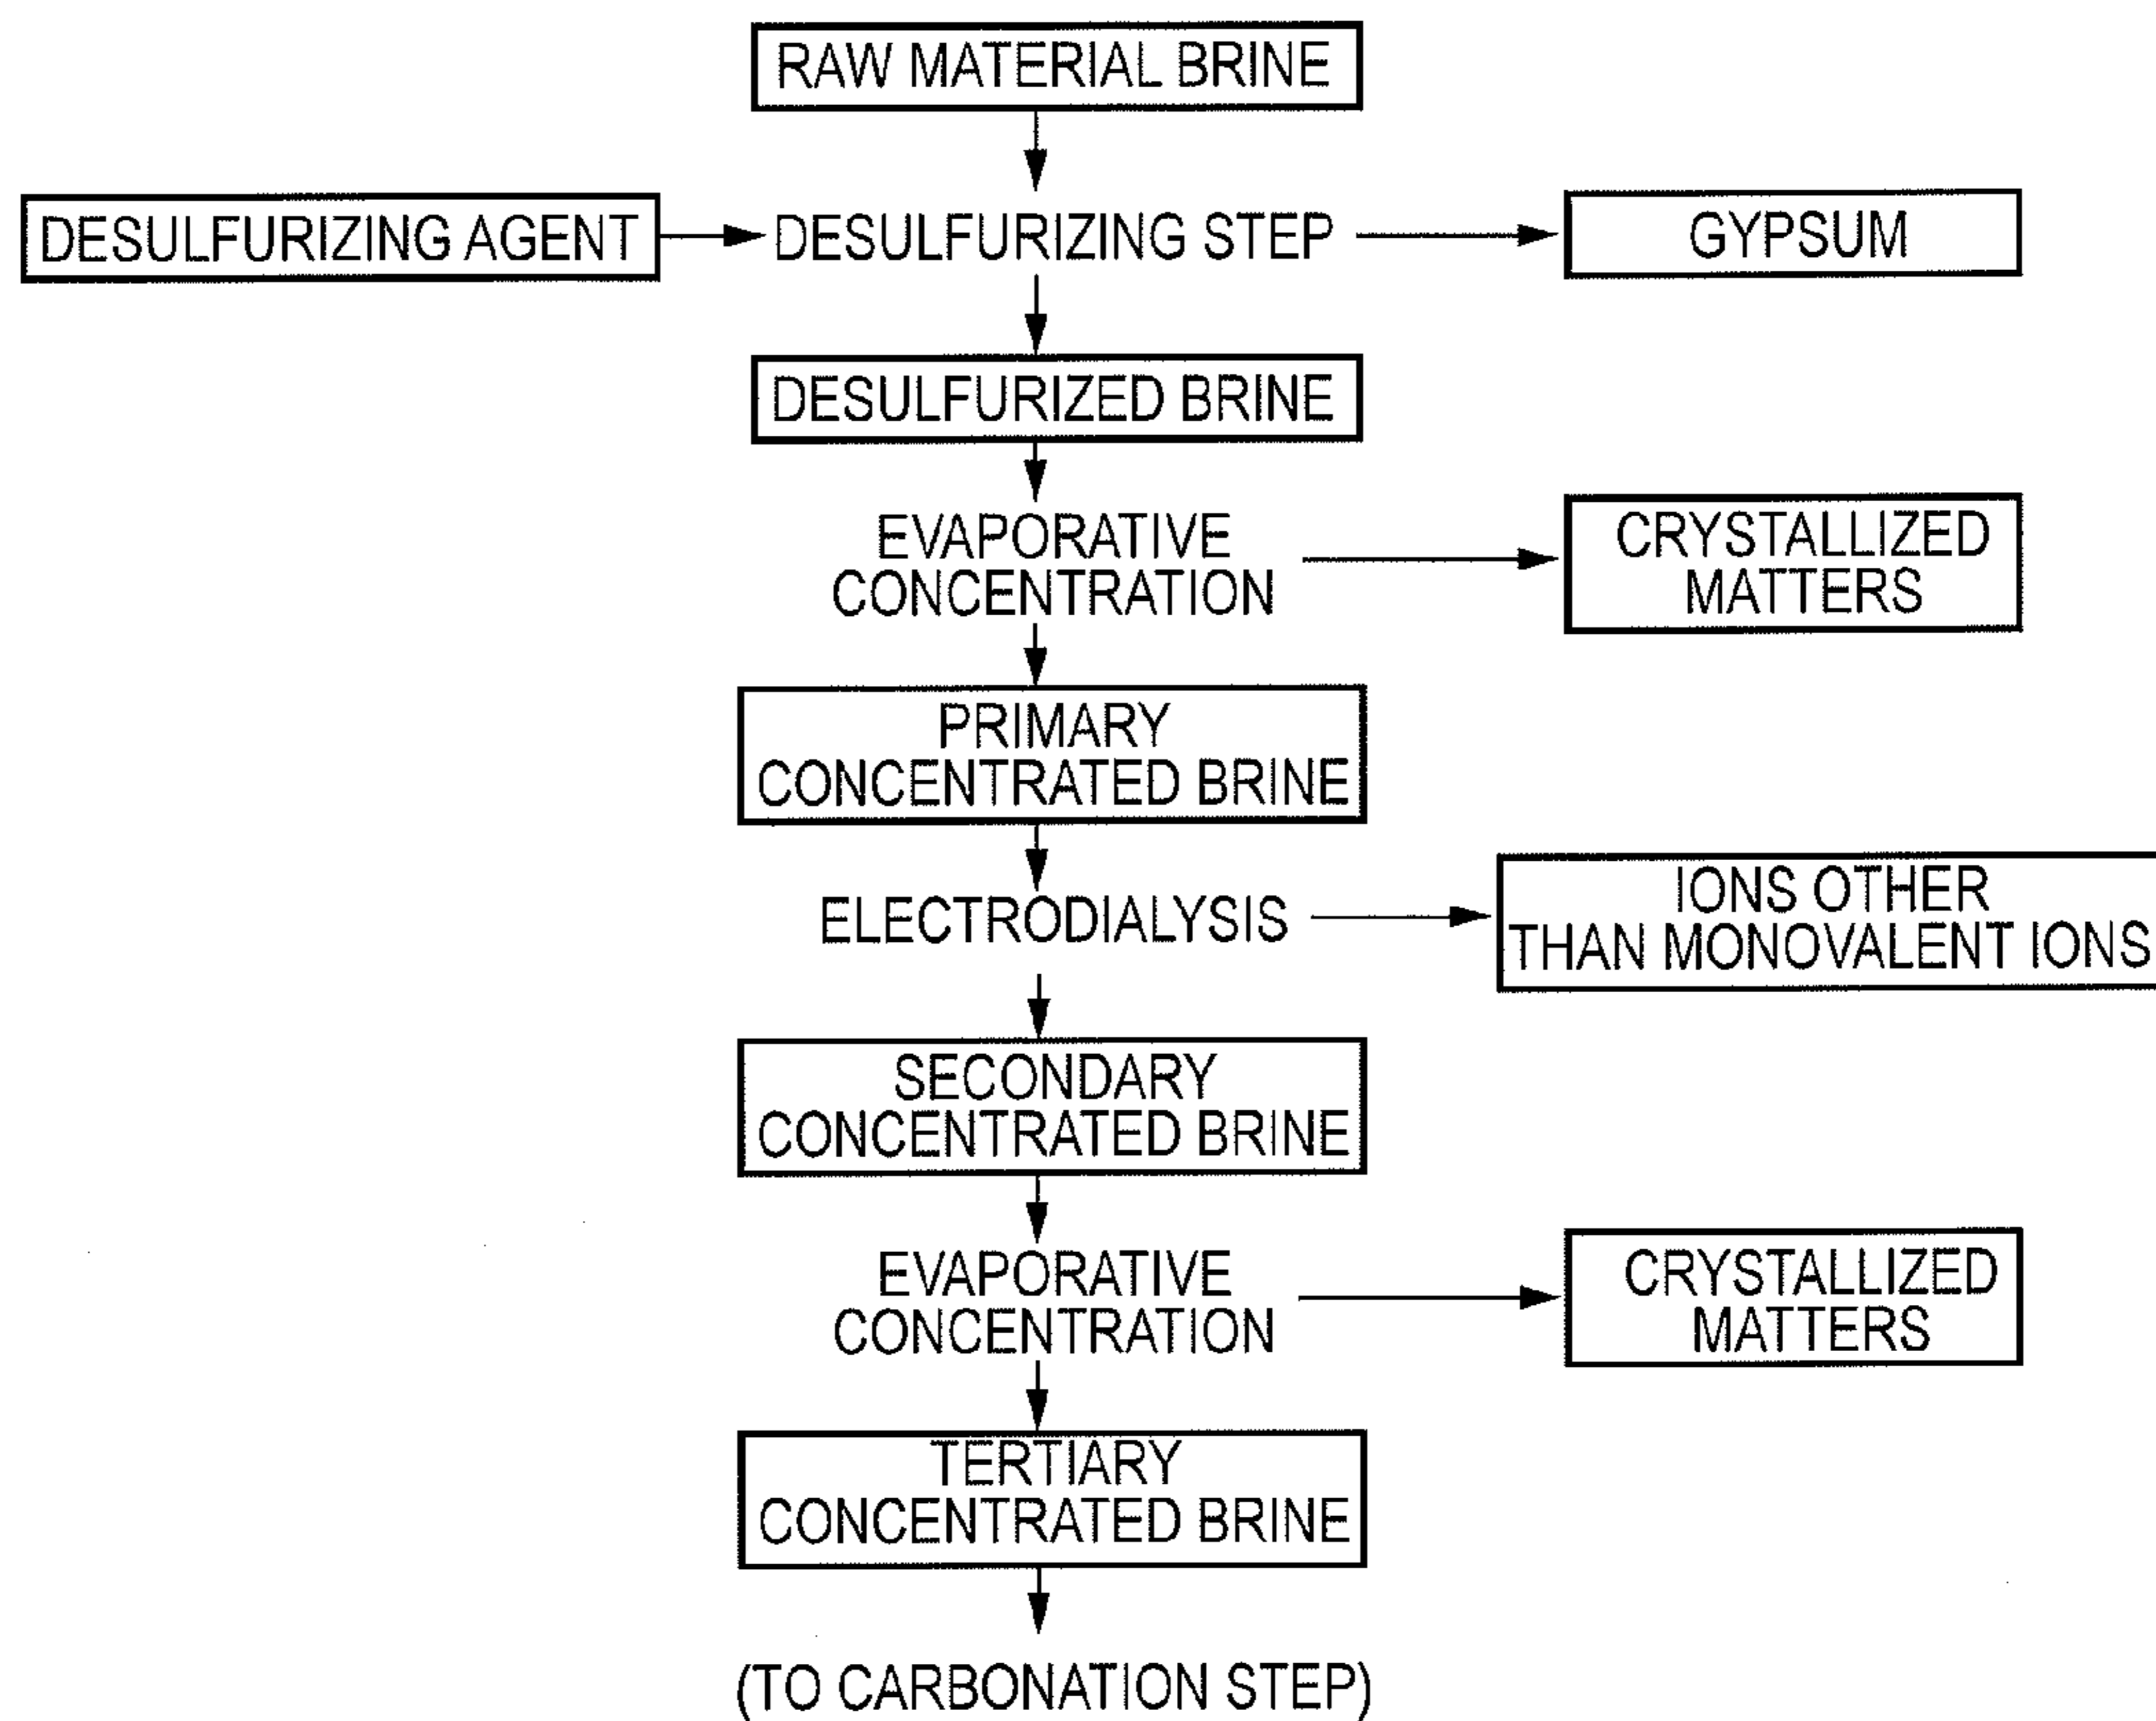 RAW MATERIAL BRINE
DESULFURIZING AGENT
DESULFURIZING STEP
GYPSUM
DESULFURIZED BRINE
EVAPORATIVE
CONCENTRATION
CRYSTALLIZED
MATTERS
PRIMARY
CONCENTRATED BRINE
ELECTRODIALYSIS
IONS OTHER
THAN MONOVALENT IONS
SECONDARY
CONCENTRATED BRINE
EVAPORATIVE
CONCENTRATION
CRYSTALLIZED
MATTERS
TERTIARY
CONCENTRATED BRINE
(TO CARBONATION STEP)